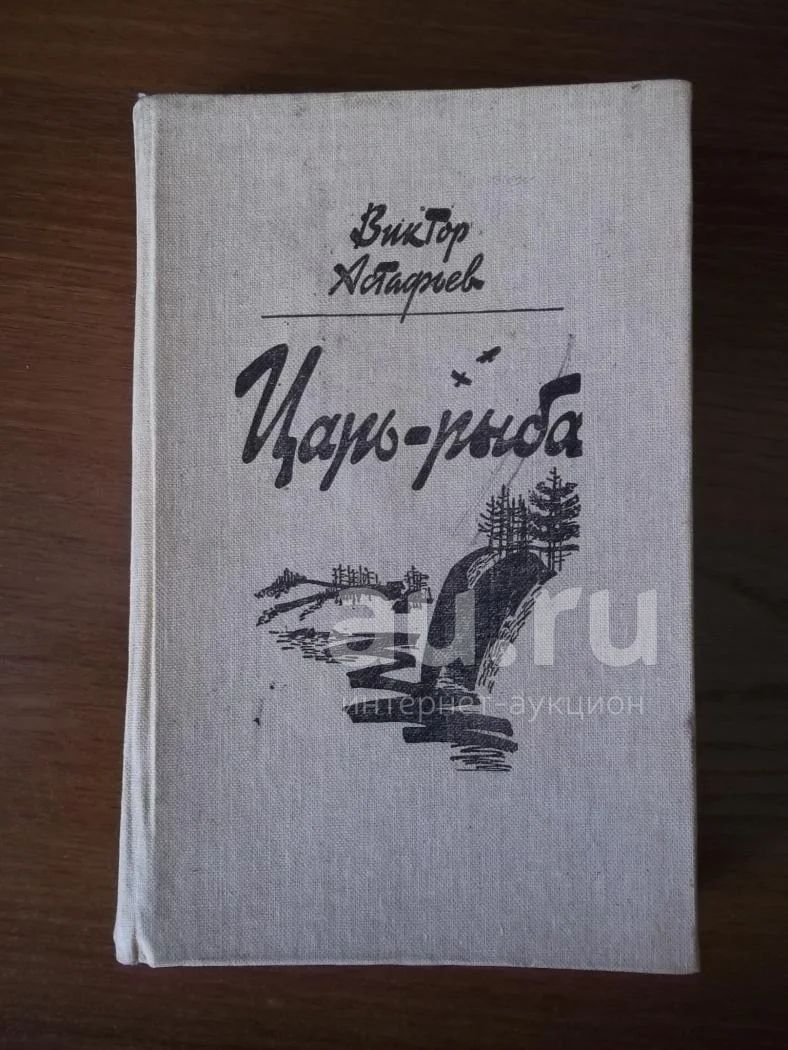 Виктор
Астафьев
Царь-рыба
au.ru
интернет-аукцион